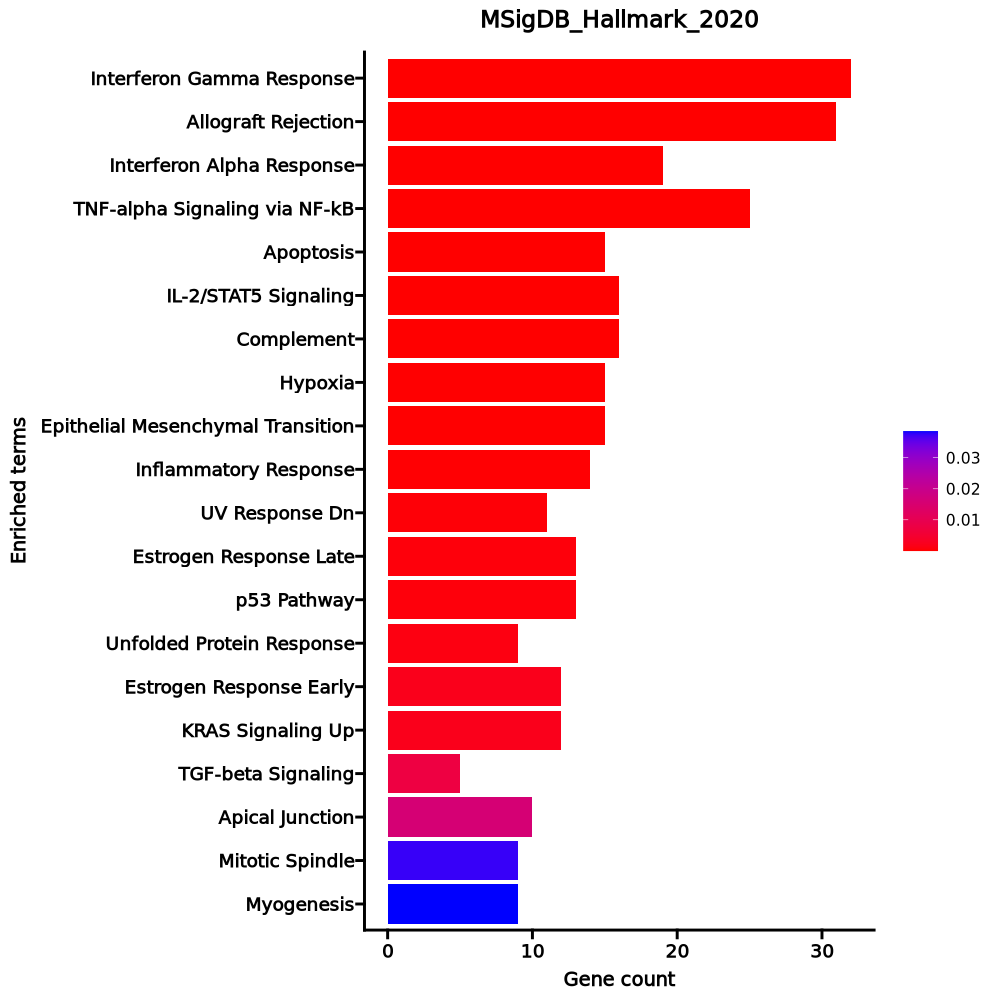 MSigDB_Hallmark_2020
Interferon Gamma Response
Allograft Rejection
Interferon Alpha Response
TNF-alpha Signaling via NF-kB
Apoptosis
IL-2/STAT5 Signaling
Complement
Hypoxia
Epithelial Mesenchymal Transition
Inflammatory Response
UV Response Dn
Estrogen Response Late
p53 Pathway
Unfolded Protein Response
Estrogen Response Early
KRAS Signaling Up
TGF-beta Signaling
Apical Junction
Mitotic Spindle
Myogenesis
Enriched terms
0 10 20 30
Gene count
0.03
0.02
0.01